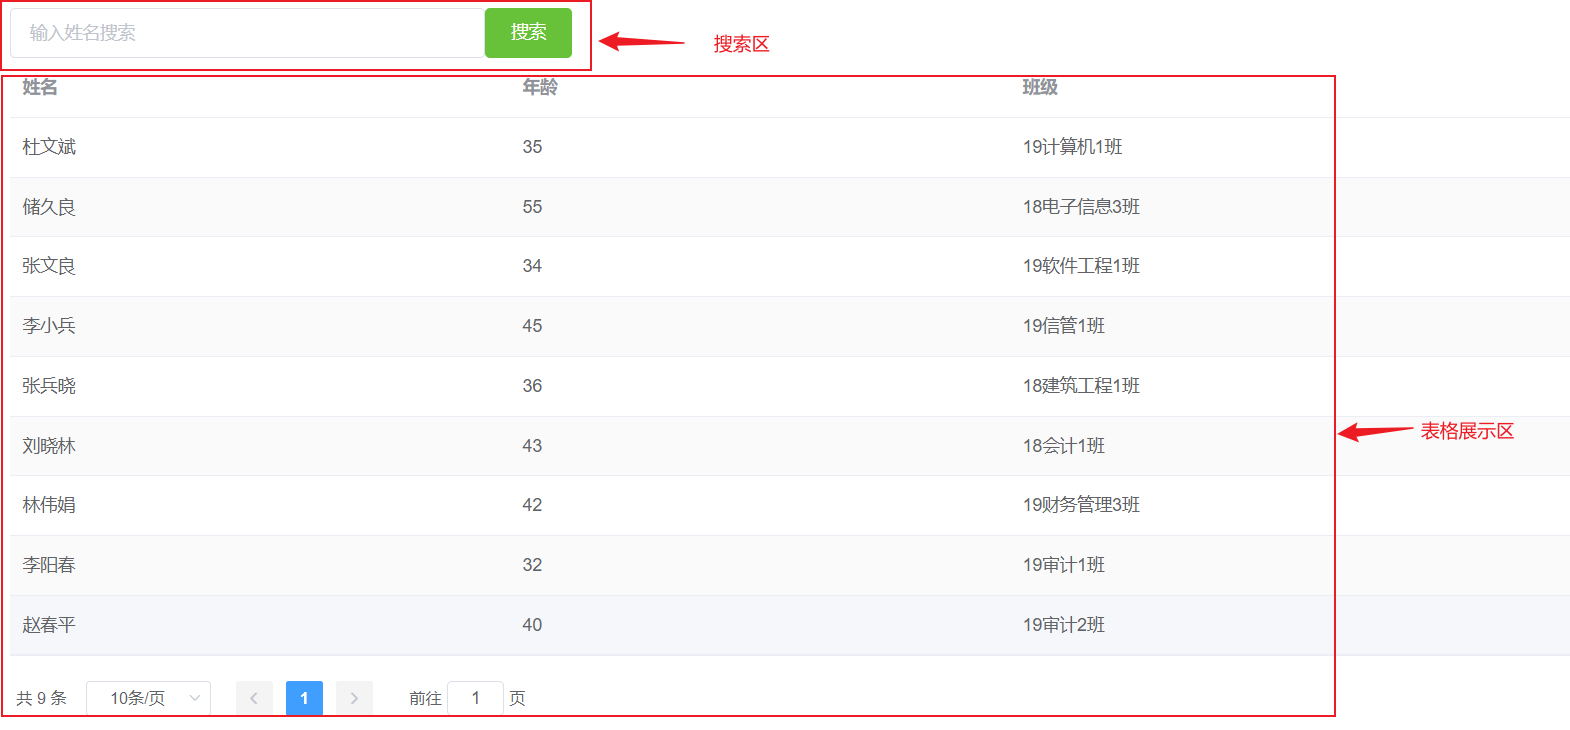 输入姓名搜索 搜索
搜索区
姓名 年龄 班级
杜文斌 35 19计算机1班
储久良 55 18电子信息3班
张文良 34 19软件工程1班
李小兵 45 19信管1班
张兵晓 36 18建筑工程1班
表格展示区
刘晓林 43 18会计1班
林伟娟 42 19财务管理3班
李阳春 32 19审计1班
赵春平 40 19审计2班
共 9 条 10条/页 1 前往 1 页